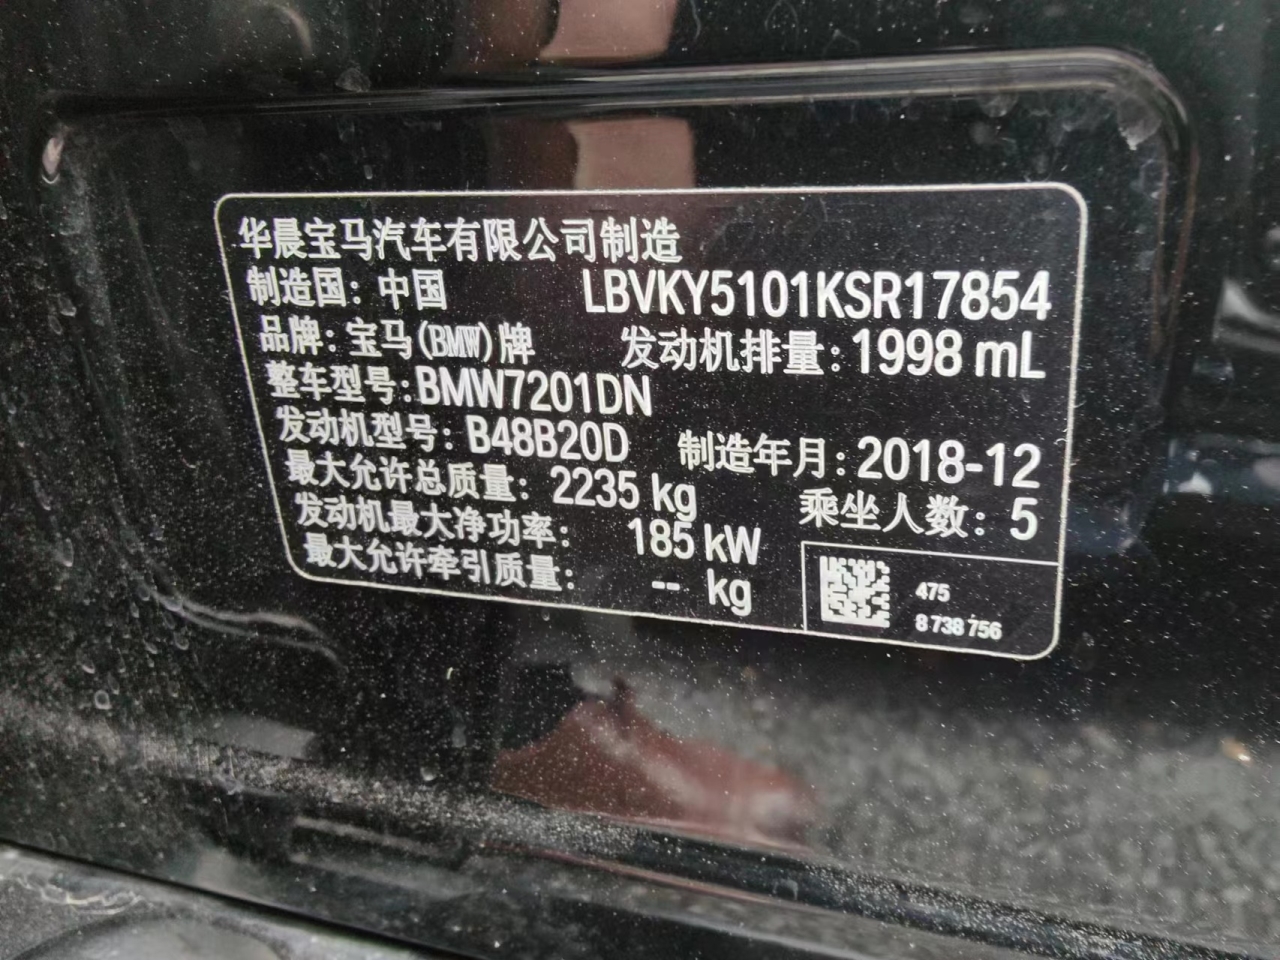 华晨宝马汽车有限公司制造
制造国：中国 LBVKY5101KSR17854
品牌：宝马(BMW)牌 发动机排量：1998 mL
整车型号：BMW7201DN
发动机型号：B48B20D 制造年月：2018-12
最大允许总质量：2235 kg 乘坐人数：5
发动机最大净功率：185 kW
最大允许牵引质量：-- kg
475
8 738 756